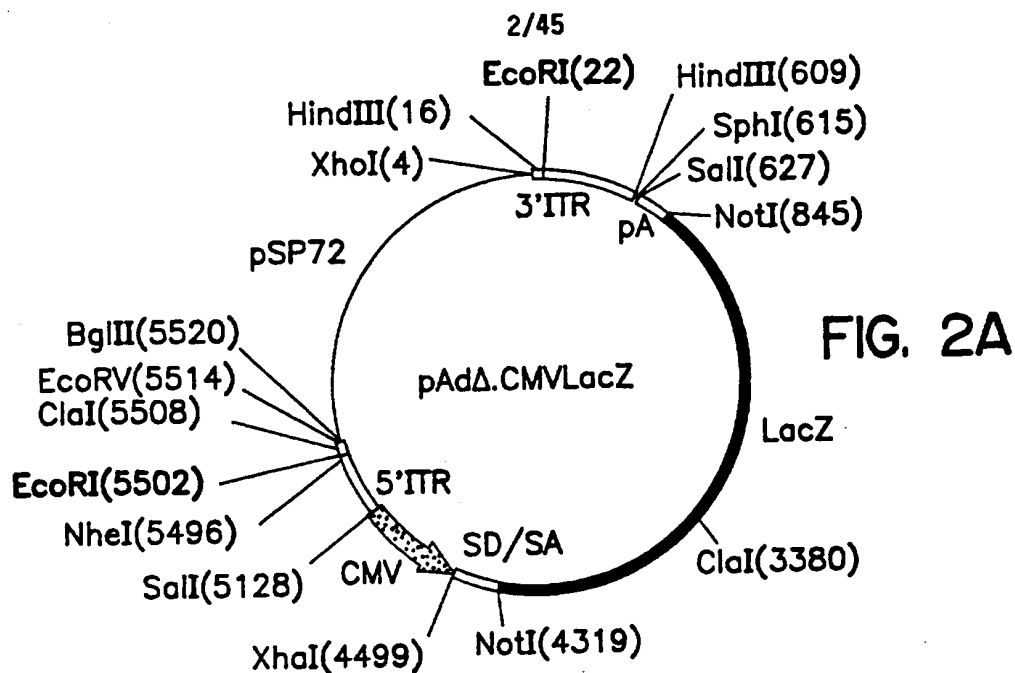 2/45
EcoRI(22)
HindIII(609)
HindIII(16)
SphI(615)
XhoI(4)
SalI(627)
3'ITR
NotI(845)
pA
pSP72
FIG. 2A
BglII(5520)
EcoRV(5514)
pAdΔ.CMVLacZ
ClaI(5508)
LacZ
EcoRI(5502)
5'ITR
NheI(5496)
SD/SA
ClaI(3380)
SalI(5128)
CMV
XhaI(4499)
NotI(4319)